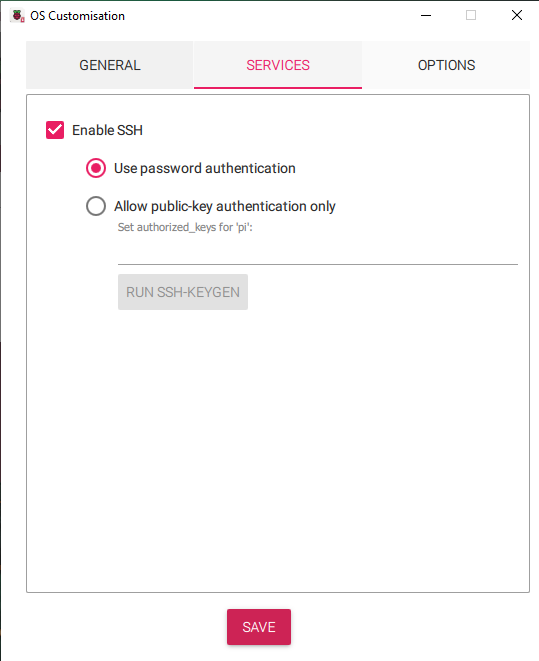 OS Customisation
GENERAL
SERVICES
OPTIONS
Enable SSH
Use password authentication
Allow public-key authentication only
Set authorized_keys for 'pi':
RUN SSH-KEYGEN
SAVE